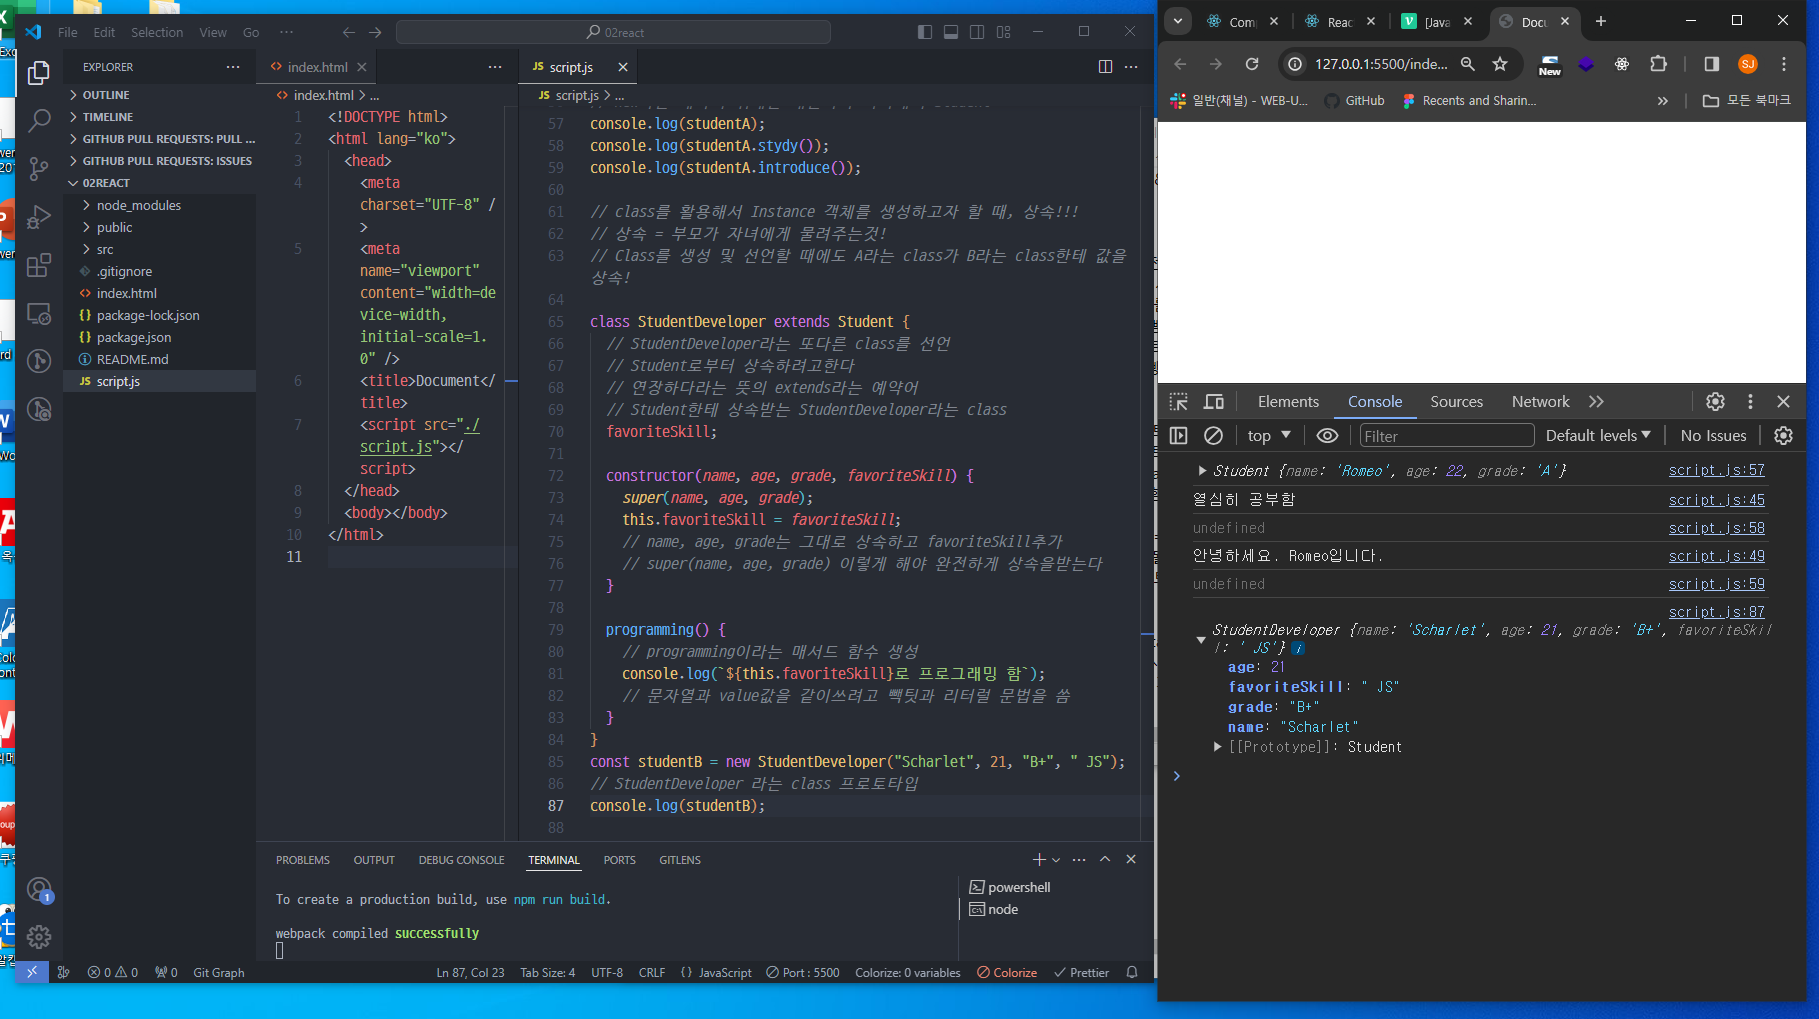 File Edit Selection View Go ··· 02react
EXPLORER
OUTLINE
TIMELINE
GITHUB PULL REQUESTS: PULL ...
GITHUB PULL REQUESTS: ISSUES
02REACT
node_modules
public
src
.gitignore
index.html
package-lock.json
package.json
README.md
script.js
index.html
index.html > ...
1 <!DOCTYPE html>
2 <html lang="ko">
3 <head>
4 <meta
charset="UTF-8" /
>
5 <meta
name="viewport"
content="width=de
vice-width,
initial-scale=1.
0" />
6 <title>Document</
title>
7 <script src="./
script.js"></
script>
8 </head>
9 <body></body>
10 </html>
11
JS script.js
JS script.js > ...
57 console.log(studentA);
58 console.log(studentA.stydy());
59 console.log(studentA.introduce());
60
61 // class를 활용해서 Instance 객체를 생성하고자 할 때, 상속!!!
62 // 상속 = 부모가 자녀에게 물려주는것!
63 // Class를 생성 및 선언할 때에도 A라는 class가 B라는 class한테 값을
상속!
64
65 class StudentDeveloper extends Student {
66 // StudentDeveloper라는 또다른 class를 선언
67 // Student로부터 상속하려고한다
68 // 연장하다라는 뜻의 extends라는 예약어
69 // Student한테 상속받는 StudentDeveloper라는 class
70 favoriteSkill;
71
72 constructor(name, age, grade, favoriteSkill) {
73 super(name, age, grade);
74 this.favoriteSkill = favoriteSkill;
75 // name, age, grade는 그대로 상속하고 favoriteSkill추가
76 // super(name, age, grade) 이렇게 해야 완전하게 상속을받는다
77 }
78
79 programming() {
80 // programming이라는 매서드 함수 생성
81 console.log(`${this.favoriteSkill}로 프로그래밍 함`);
82 // 문자열과 value값을 같이쓰려고 빽팃과 리터럴 문법을 씀
83 }
84 }
85 const studentB = new StudentDeveloper("Scharlet", 21, "B+", " JS");
86 // StudentDeveloper 라는 class 프로토타입
87 console.log(studentB);
88
PROBLEMS OUTPUT DEBUG CONSOLE TERMINAL PORTS GITLENS
To create a production build, use npm run build.
webpack compiled successfully
powershell
node
1
0 0 0 Git Graph Ln 87, Col 23 Tab Size: 4 UTF-8 CRLF {} JavaScript Port : 5500 Colorize: 0 variables Colorize Prettier
Com Reac [Java Docu
127.0.0.1:5500/inde... New SJ
일반(채널) - WEB-U... GitHub Recents and Sharin... 모든 북마크
Elements Console Sources Network
top Filter Default levels No Issues
Student {name: 'Romeo', age: 22, grade: 'A'} script.js:57
열심히 공부함 script.js:45
undefined script.js:58
안녕하세요. Romeo입니다. script.js:49
undefined script.js:59
script.js:87
StudentDeveloper {name: 'Scharlet', age: 21, grade: 'B+', favoriteSkil
l: ' JS'}
age: 21
favoriteSkill: " JS"
grade: "B+"
name: "Scharlet"
[[Prototype]]: Student